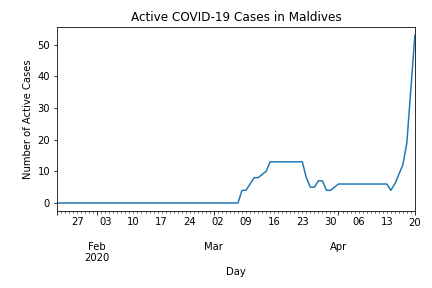 Active COVID-19 Cases in Maldives
Number of Active Cases
50
40
30
20
10
0
27 03 10 17 24 02 09 16 23 30 06 13 20
Feb Mar Apr
2020
Day